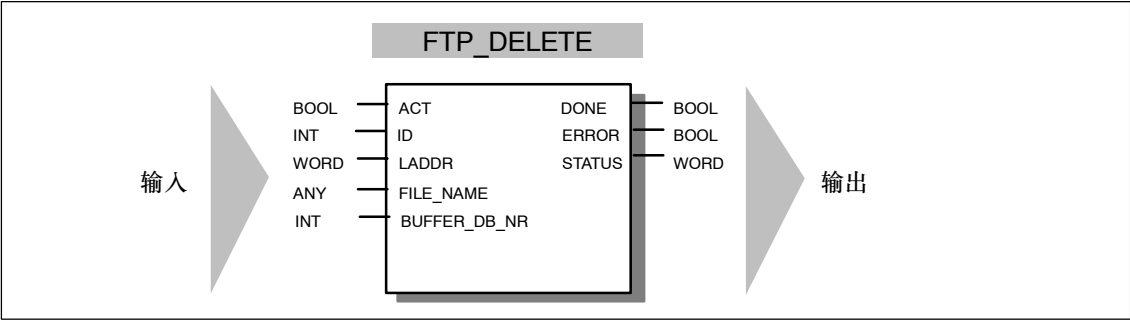 FTP_DELETE
BOOL ACT DONE BOOL
INT ID ERROR BOOL
WORD LADDR STATUS WORD
输入 ANY FILE_NAME 输出
INT BUFFER_DB_NR